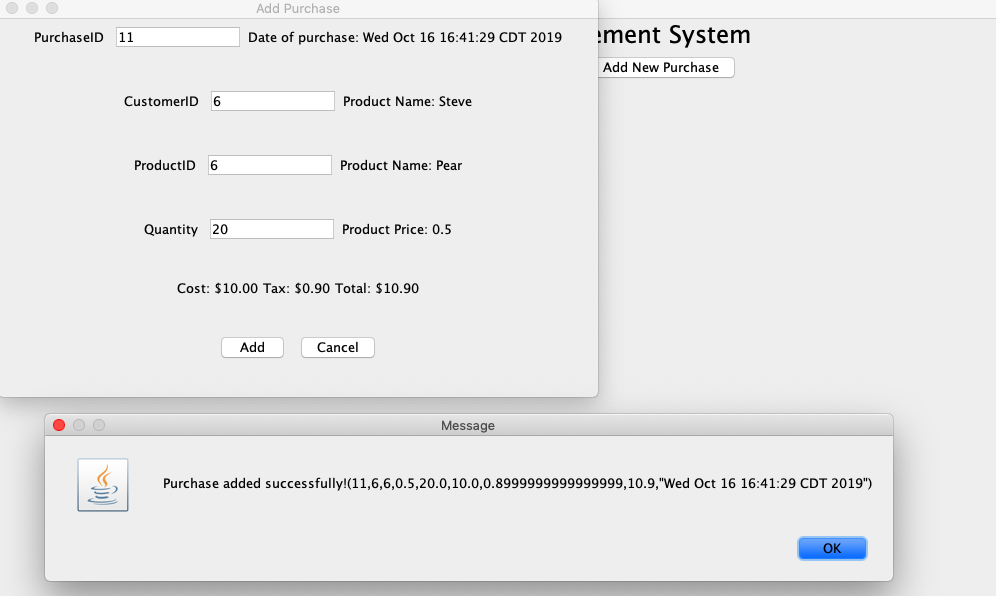 Add Purchase
PurchaseID 11 Date of purchase: Wed Oct 16 16:41:29 CDT 2019
ement System
Add New Purchase
CustomerID 6 Product Name: Steve
ProductID 6 Product Name: Pear
Quantity 20 Product Price: 0.5
Cost: $10.00 Tax: $0.90 Total: $10.90
Add Cancel
Message
Purchase added successfully!(11,6,6,0.5,20.0,10.0,0.8999999999999999,10.9,"Wed Oct 16 16:41:29 CDT 2019")
OK